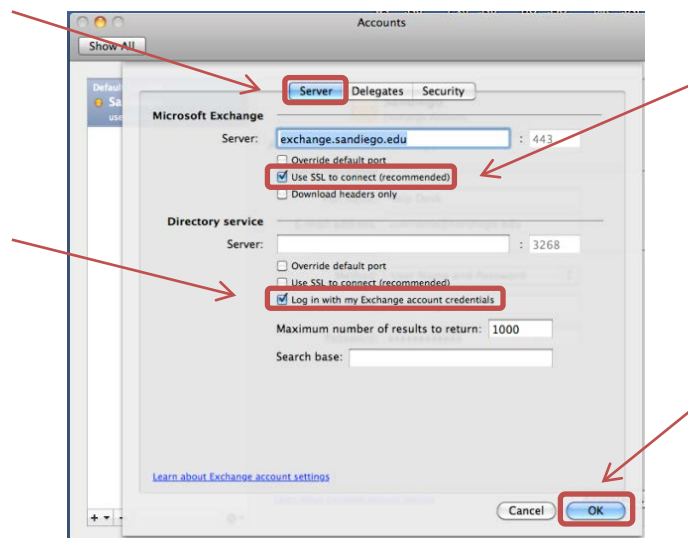 Accounts
Show All
Default
Sa
use
Server Delegates Security
Microsoft Exchange
Server: exchange.sandiego.edu : 443
Override default port
Use SSL to connect (recommended)
Download headers only
Directory service
Server: : 3268
Override default port
Use SSL to connect (recommended)
Log in with my Exchange account credentials
Maximum number of results to return: 1000
Search base:
Learn about Exchange account settings
Cancel OK